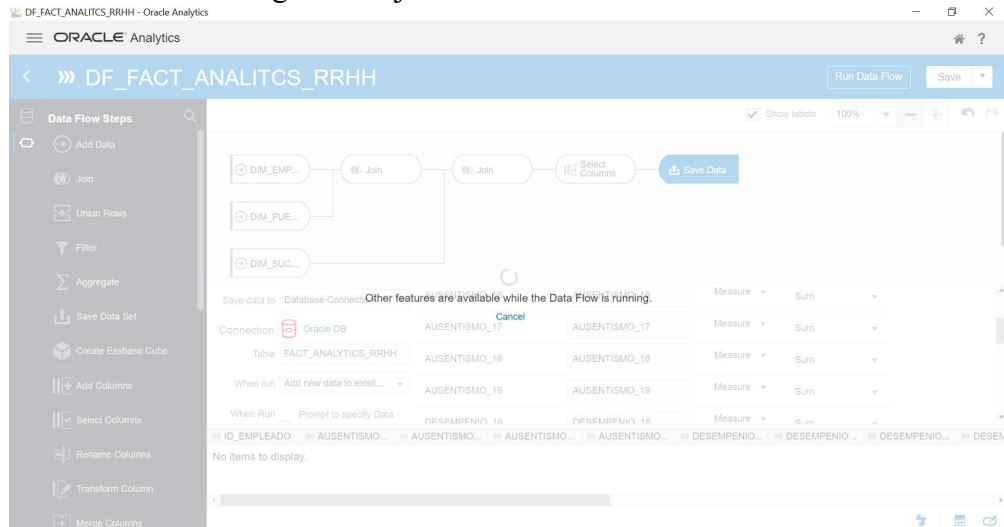 DF_FACT_ANALITCS_RRHH - Oracle Analytics
ORACLE Analytics
?
DF_FACT_ANALITCS_RRHH
Run Data Flow
Save
Data Flow Steps
Show labels
100%
Add Data
Join
Union Rows
Filter
Aggregate
Save Data Set
Create Essbase Cube
Add Columns
Select Columns
Rename Columns
Transform Column
Merge Columns
DIM_EMP...
Join
Join
Select
Columns
Save Data
DIM_PUE...
DIM_SUC...
Other features are available while the Data Flow is running.
Cancel
Save data to
Measure
Sum
Connection
Oracle DB
AUSENTISMO_17
AUSENTISMO_17
Measure
Sum
Table
FACT_ANALYTICS_RRHH
AUSENTISMO_18
AUSENTISMO_18
Measure
Sum
When run
Add new data to existi...
AUSENTISMO_19
AUSENTISMO_19
Measure
Sum
When Run
Prompt to specify Data
DESEMPENIO_16
DESEMPENIO_16
Measure
Sum
ID_EMPLEADO
AUSENTISMO...
AUSENTISMO...
AUSENTISMO...
AUSENTISMO...
DESEMPENIO...
DESEMPENIO...
DESEMPENIO...
No items to display.